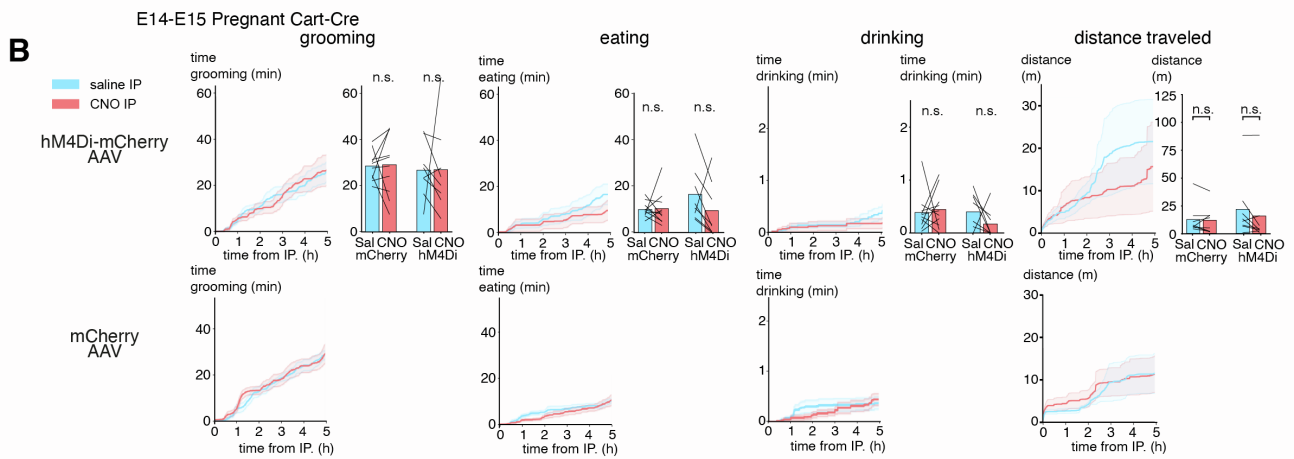 E14-E15 Pregnant Cart-Cre
B
grooming
eating
drinking
distance traveled
saline IP
CNO IP
hM4Di-mCherry
AAV
time
grooming (min)
60
40
20
0
0 1 2 3 4 5
time from IP. (h)
n.s. n.s.
60
40
20
0
Sal CNO Sal CNO
mCherry hM4Di
time
eating (min)
60
40
20
0
0 1 2 3 4 5
time from IP. (h)
n.s. n.s.
60
40
20
0
Sal CNO Sal CNO
mCherry hM4Di
time
drinking (min)
2
1
0
0 1 2 3 4 5
time from IP. (h)
time
drinking (min)
n.s. n.s.
2
1
0
Sal CNO Sal CNO
mCherry hM4Di
distance
(m)
30
20
10
0
0 1 2 3 4 5
time from IP. (h)
distance
(m)
125
100
75
50
25
0
n.s. n.s.
Sal CNO Sal CNO
mCherry hM4Di
mCherry
AAV
time
grooming (min)
40
20
0
0 1 2 3 4 5
time from IP. (h)
time
eating (min)
40
20
0
0 1 2 3 4 5
time from IP. (h)
time
drinking (min)
2
1
0
0 1 2 3 4 5
time from IP. (h)
distance (m)
30
20
10
0
0 1 2 3 4 5
time from IP. (h)